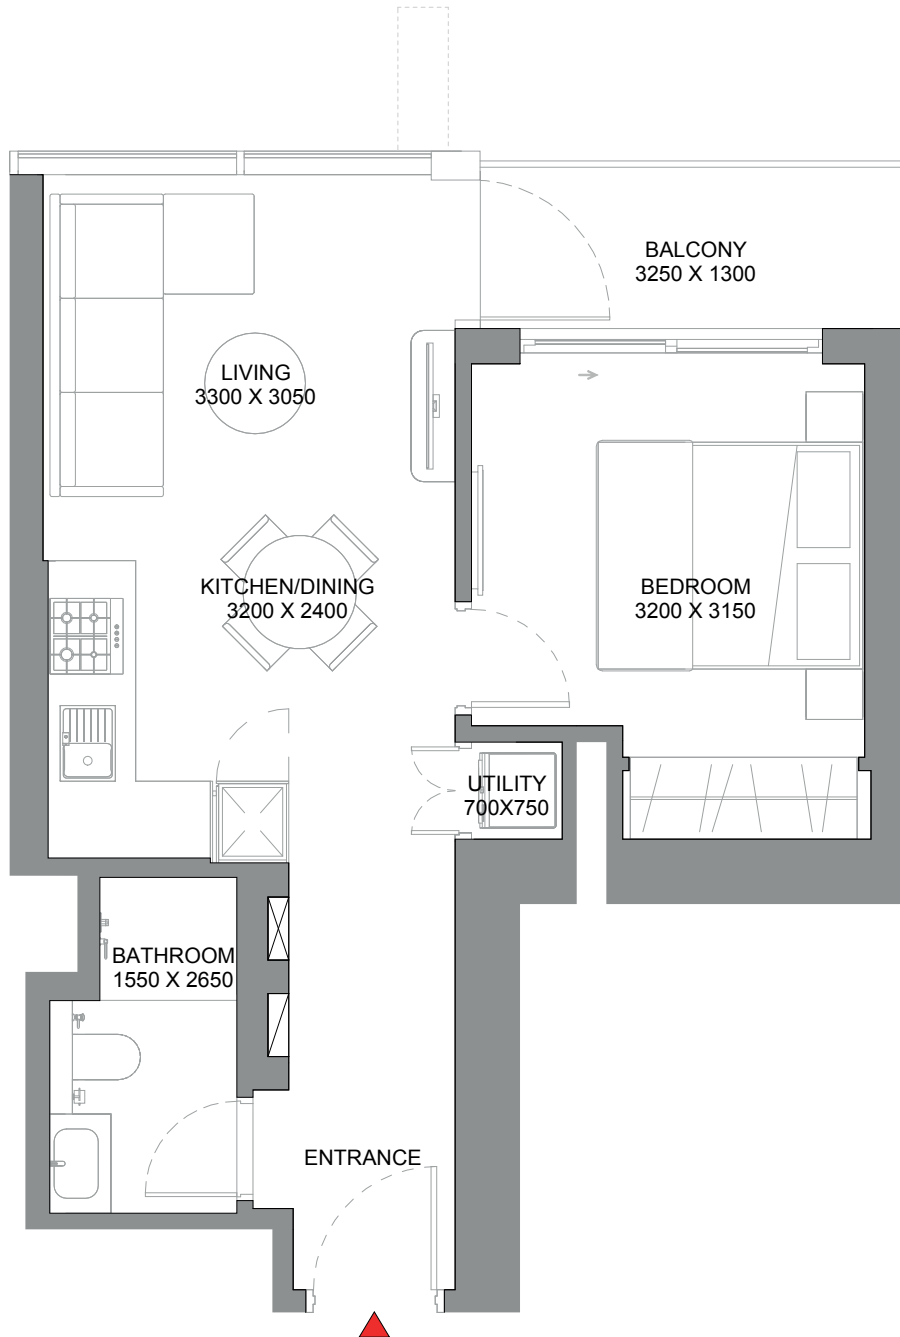 BALCONY
3250 X 1300
LIVING
3300 X 3050
KITCHEN/DINING
3200 X 2400
BEDROOM
3200 X 3150
UTILITY
700X750
BATHROOM
1550 X 2650
ENTRANCE